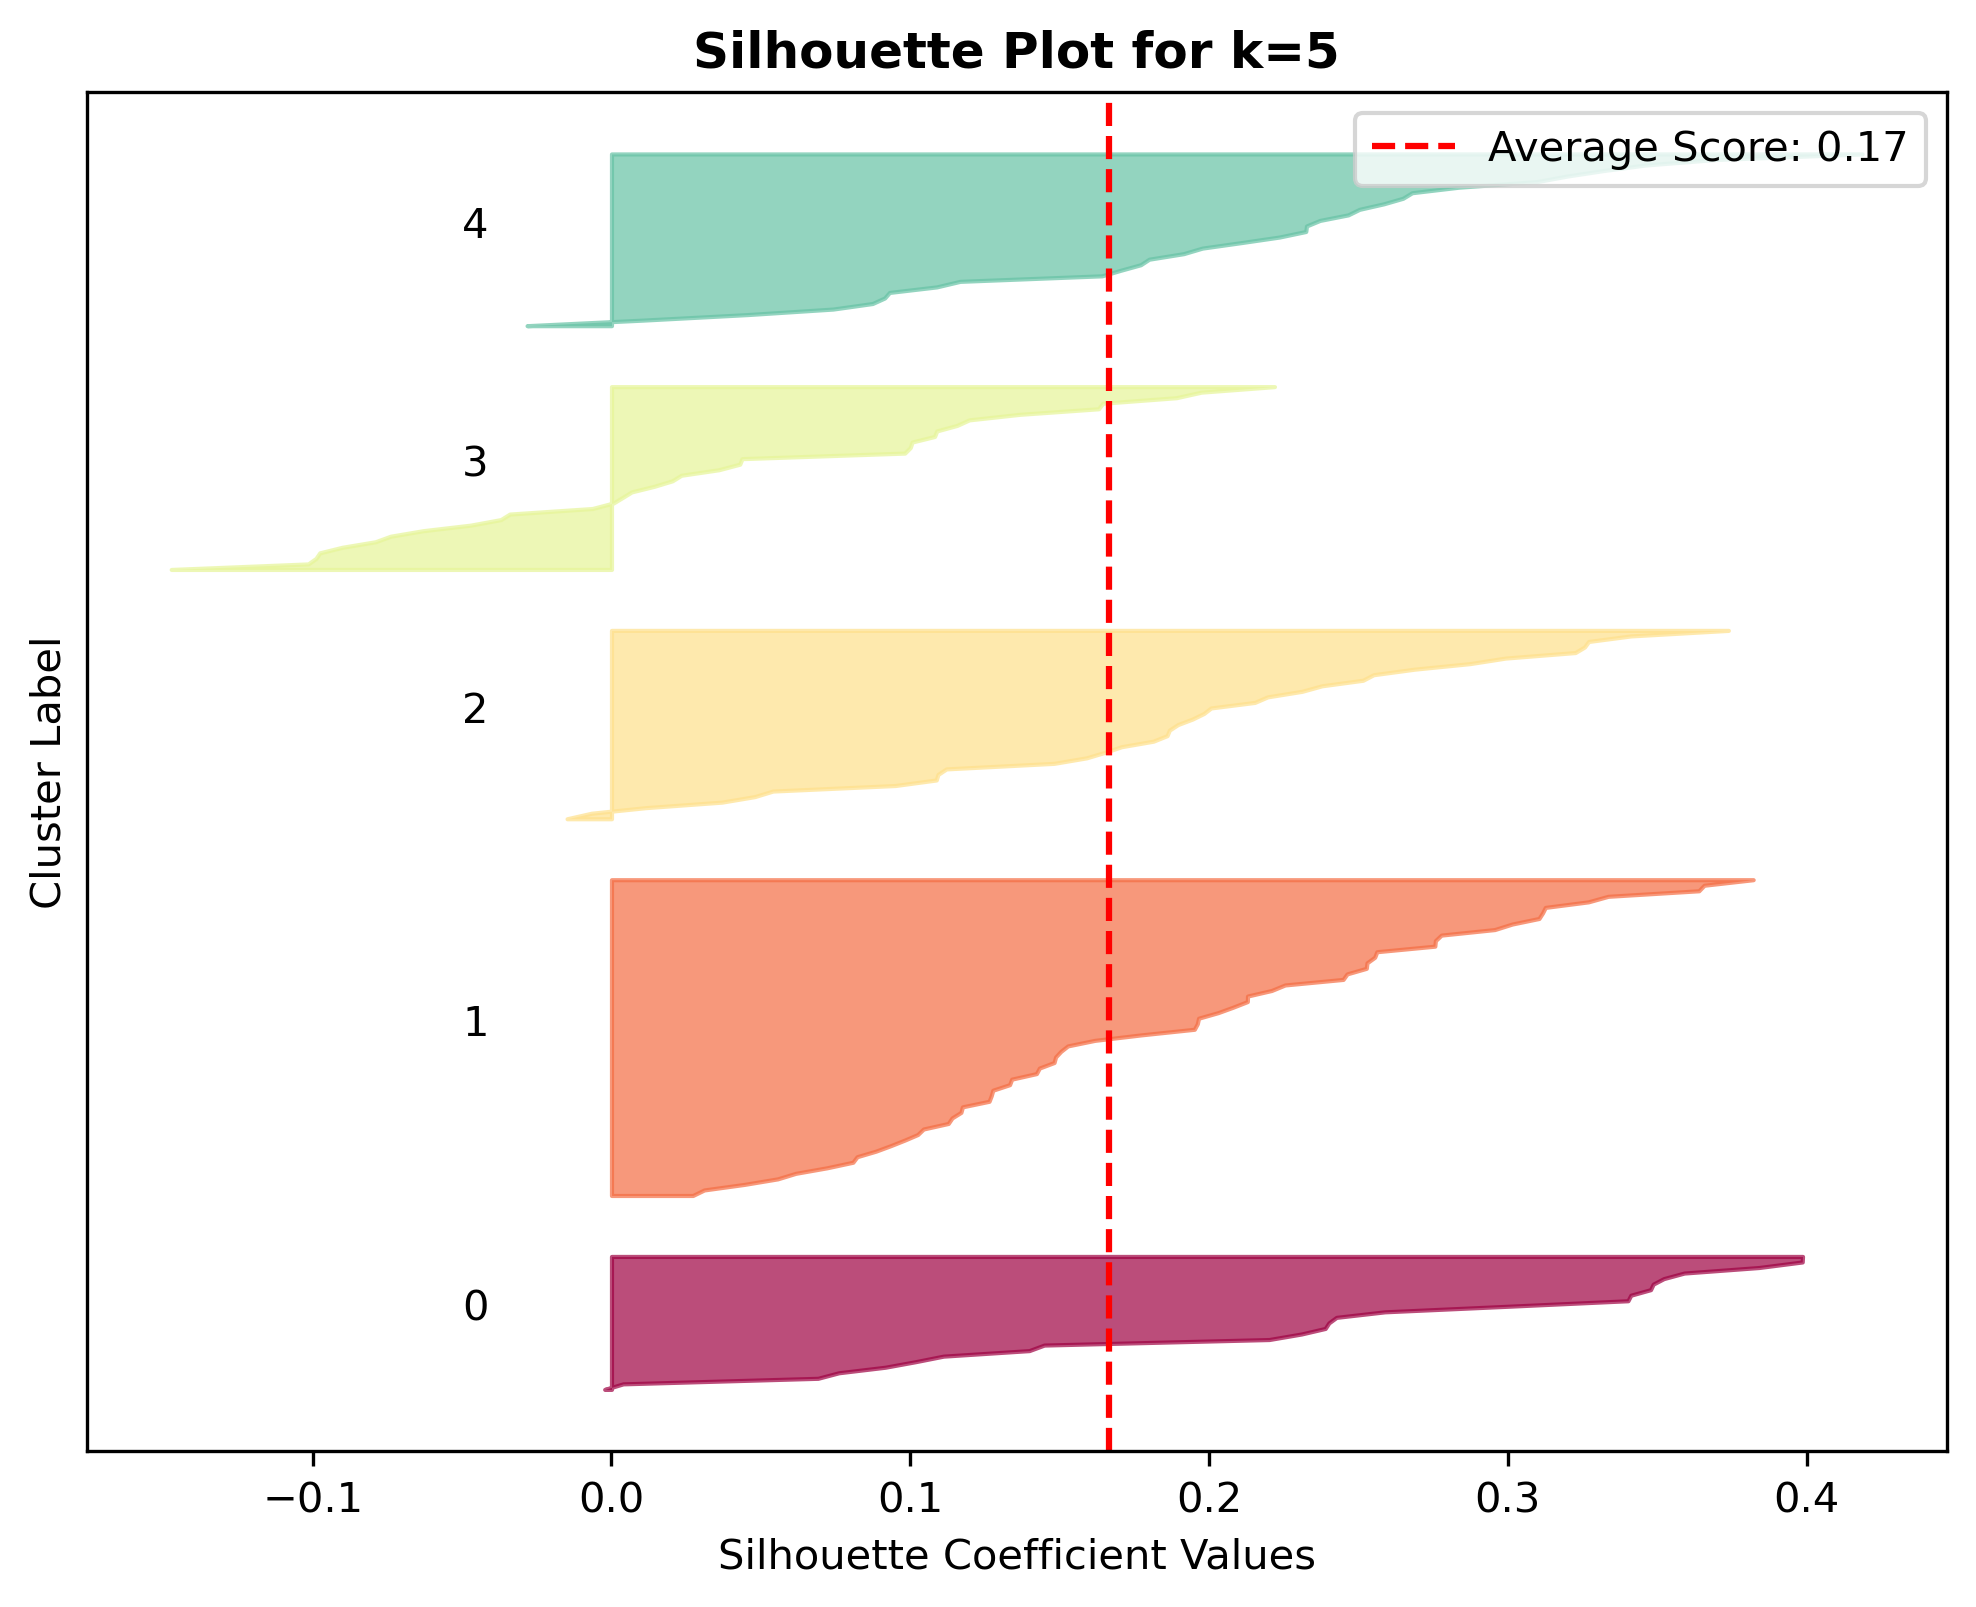 Silhouette Plot for k=5
Average Score: 0.17
4
3
2
1
0
Cluster Label
−0.1 0.0 0.1 0.2 0.3 0.4
Silhouette Coefficient Values